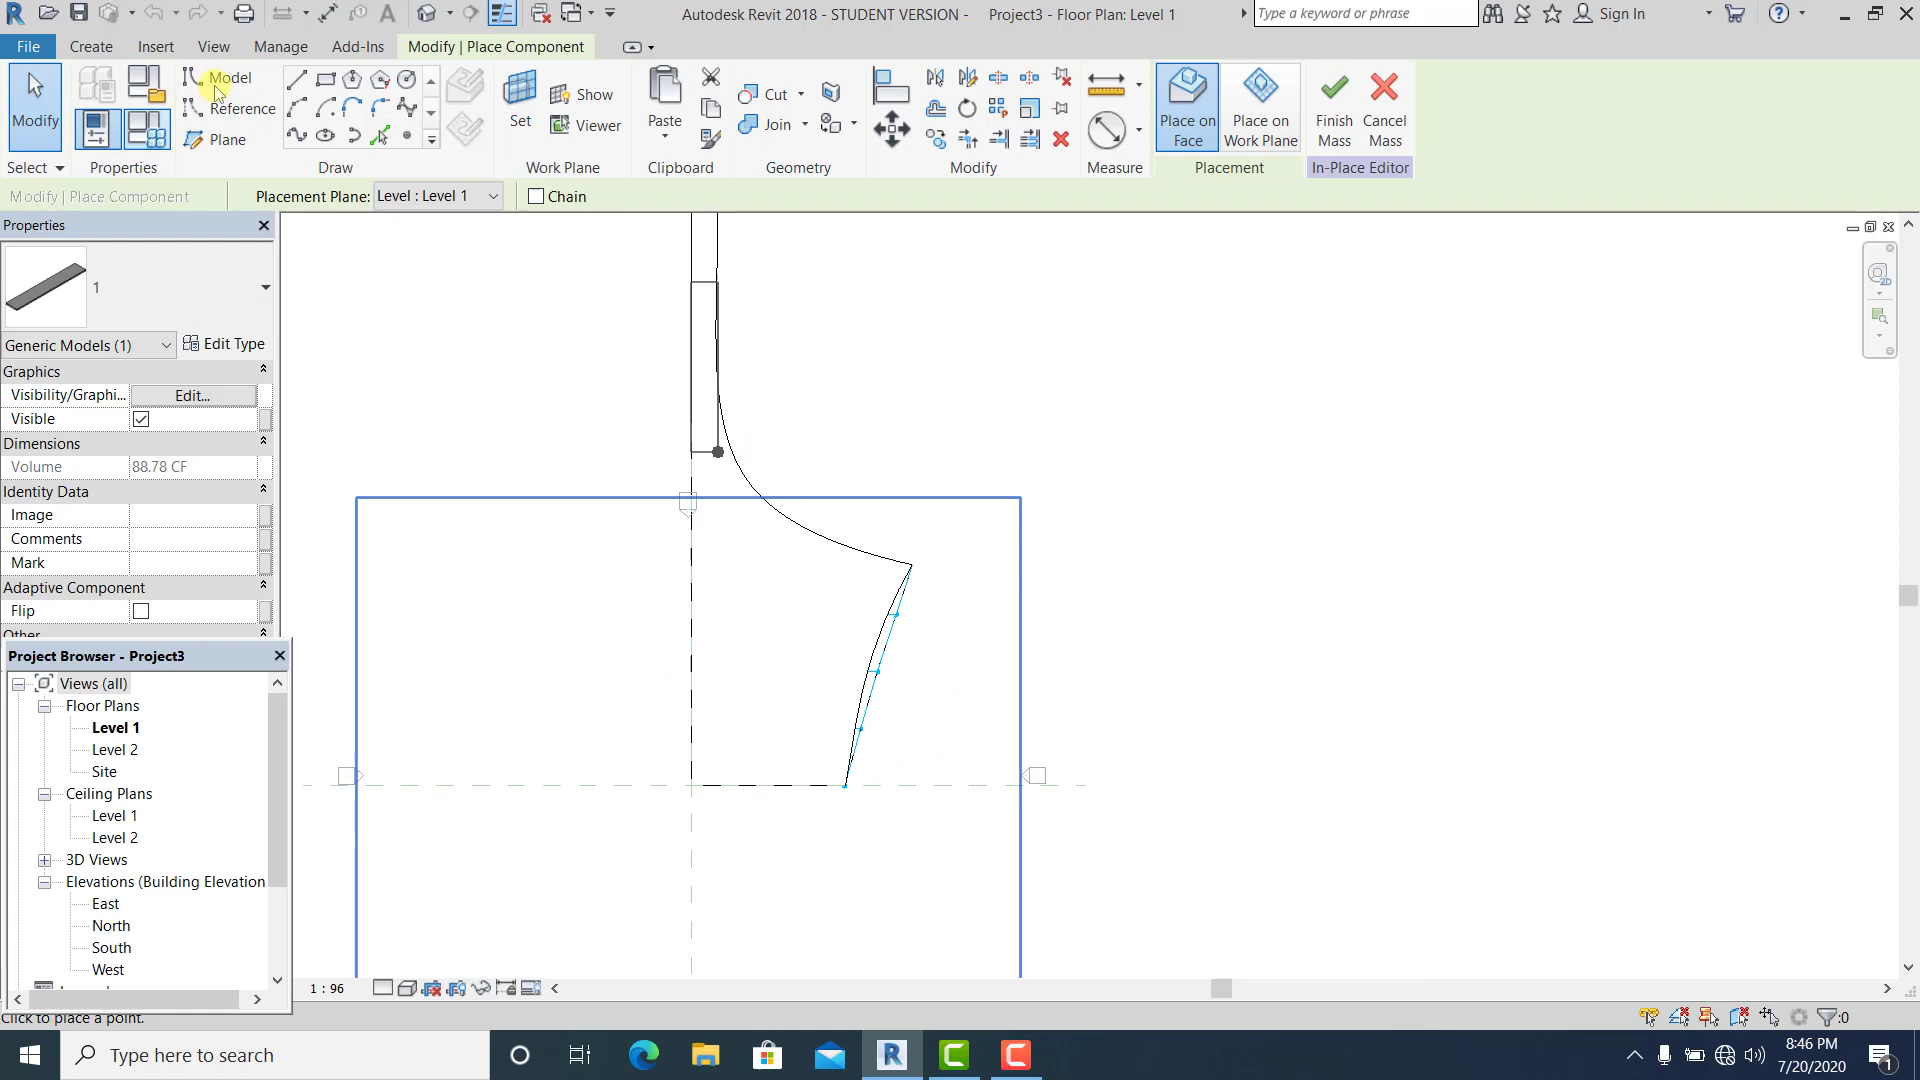 Autodesk Revit 2018 - STUDENT VERSION - Project3 - Floor Plan: Level 1
Type a keyword or phrase
Sign In
File Create Insert View Manage Add-Ins Modify | Place Component
Modify
Model
Reference
Plane
Set
Show
Viewer
Paste
Cut
Join
Place on Face
Place on Work Plane
Finish Mass
Cancel Mass
Select Properties Draw Work Plane Clipboard Geometry Modify Measure Placement In-Place Editor
Modify | Place Component Placement Plane: Level : Level 1 Chain
Properties
1
Generic Models (1) Edit Type
Graphics
Visibility/Graphi... Edit...
Visible
Dimensions
Volume 88.78 CF
Identity Data
Image
Comments
Mark
Adaptive Component
Flip
Other
Project Browser - Project3
Views (all)
Floor Plans
Level 1
Level 2
Site
Ceiling Plans
Level 1
Level 2
3D Views
Elevations (Building Elevation
East
North
South
West
1 : 96
Click to place a point.
:0
Type here to search
8:46 PM
7/20/2020
1
2D